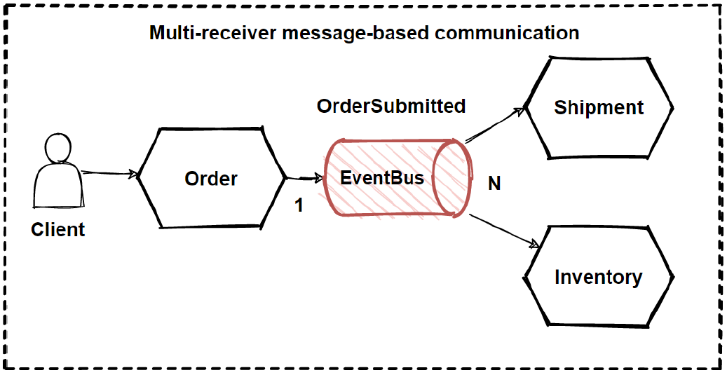 Multi-receiver message-based communication
OrderSubmitted
Shipment
Order
EventBus
N
1
Client
Inventory